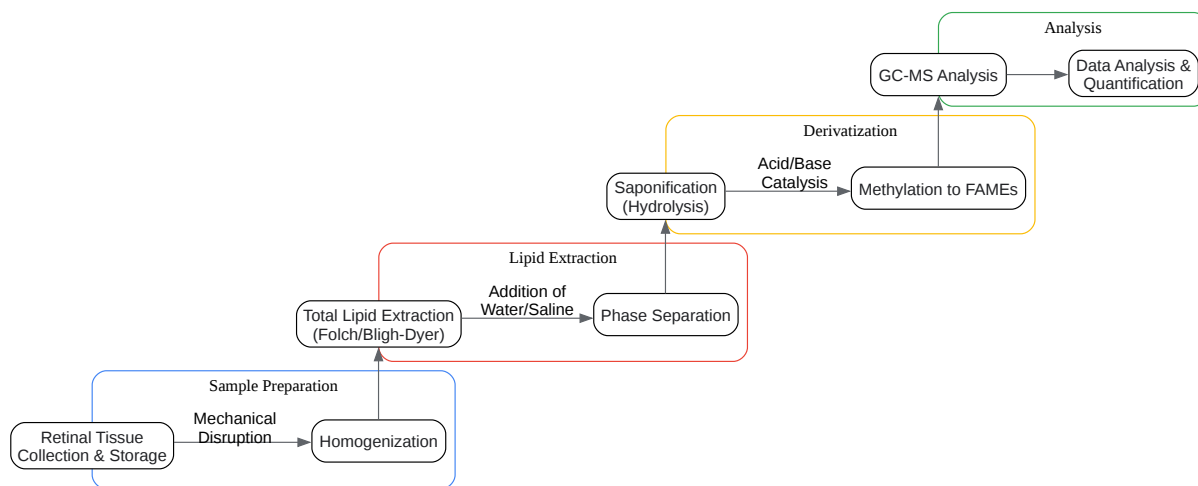 Analysis
GC-MS Analysis
Data Analysis &
Quantification
Derivatization
Saponification
(Hydrolysis)
Acid/Base
Catalysis
Methylation to FAMEs
Lipid Extraction
Total Lipid Extraction
(Folch/Bligh-Dyer)
Addition of
Water/Saline
Phase Separation
Sample Preparation
Retinal Tissue
Collection & Storage
Mechanical
Disruption
Homogenization